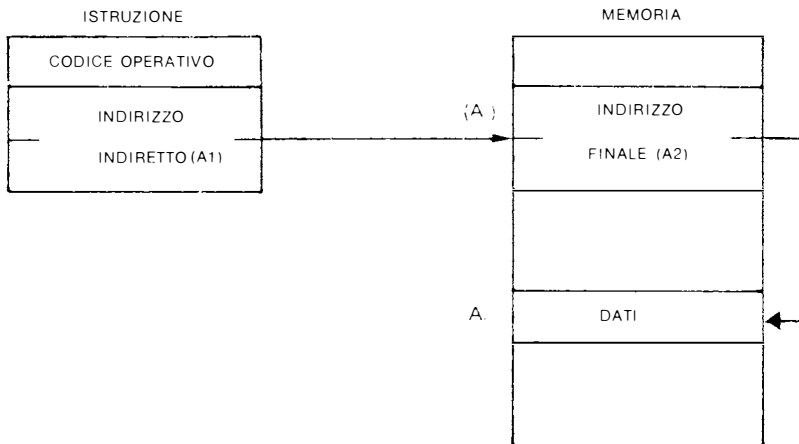 ISTRUZIONE
MEMORIA
CODICE OPERATIVO
INDIRIZZO
INDIRETTO (A1)
(A )
INDIRIZZO
FINALE (A2)
A.
DATI